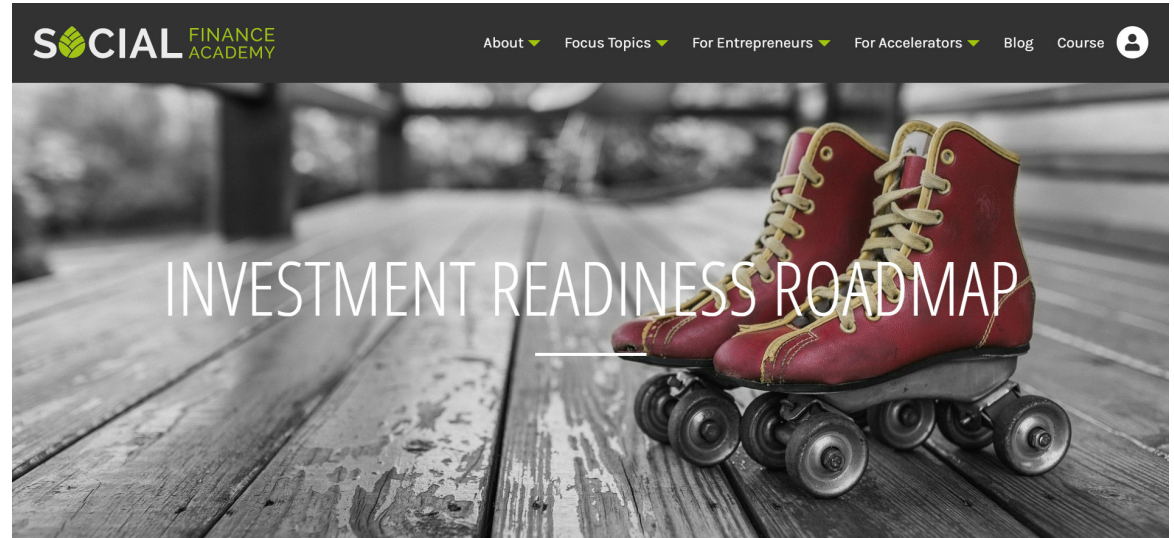 SOCIAL FINANCE ACADEMY
About
Focus Topics
For Entrepreneurs
For Accelerators
Blog
Course
INVESTMENT READINESS ROADMAP